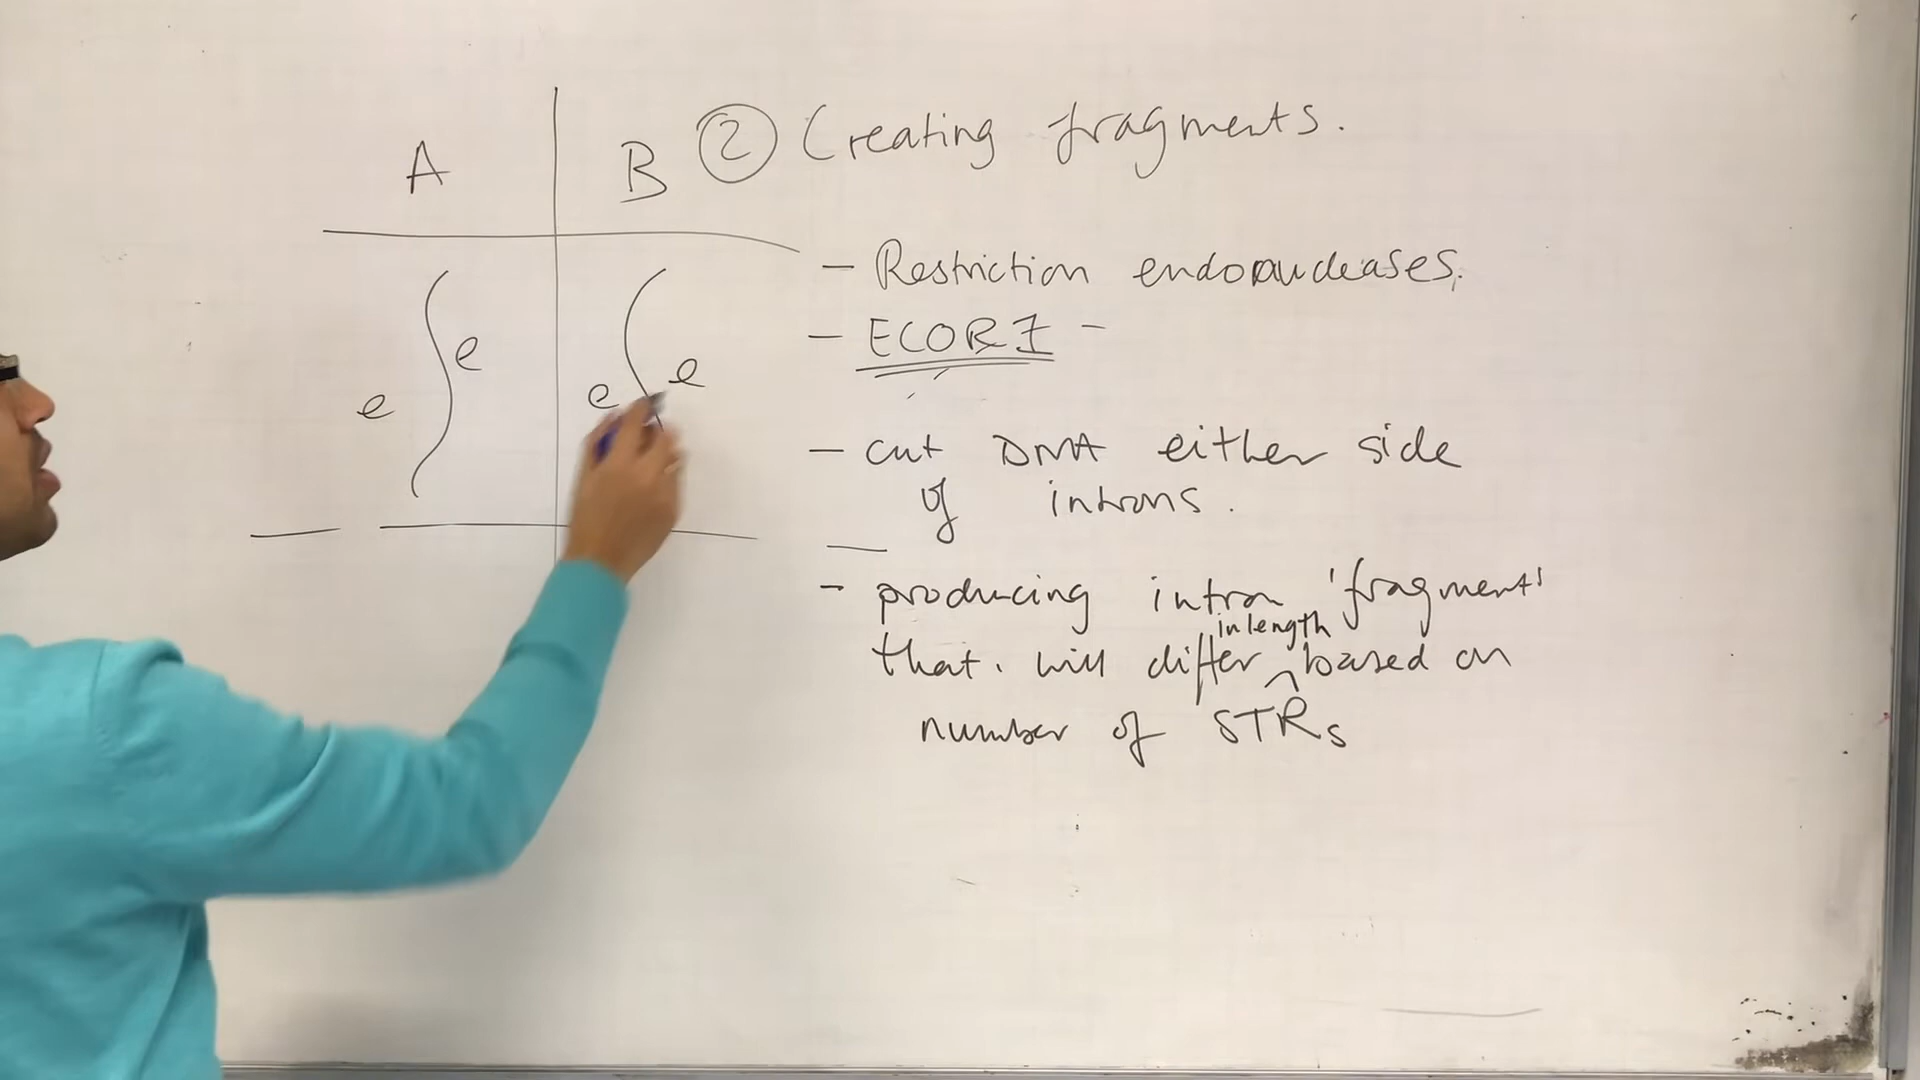 A
B
e
e
e
e
② Creating fragments.
– Restriction endonucleases.
– ECORI –
– cut DNA either side
of introns.
– producing intron 'fragments'
in length
that will differ ^ based on
number of STRs